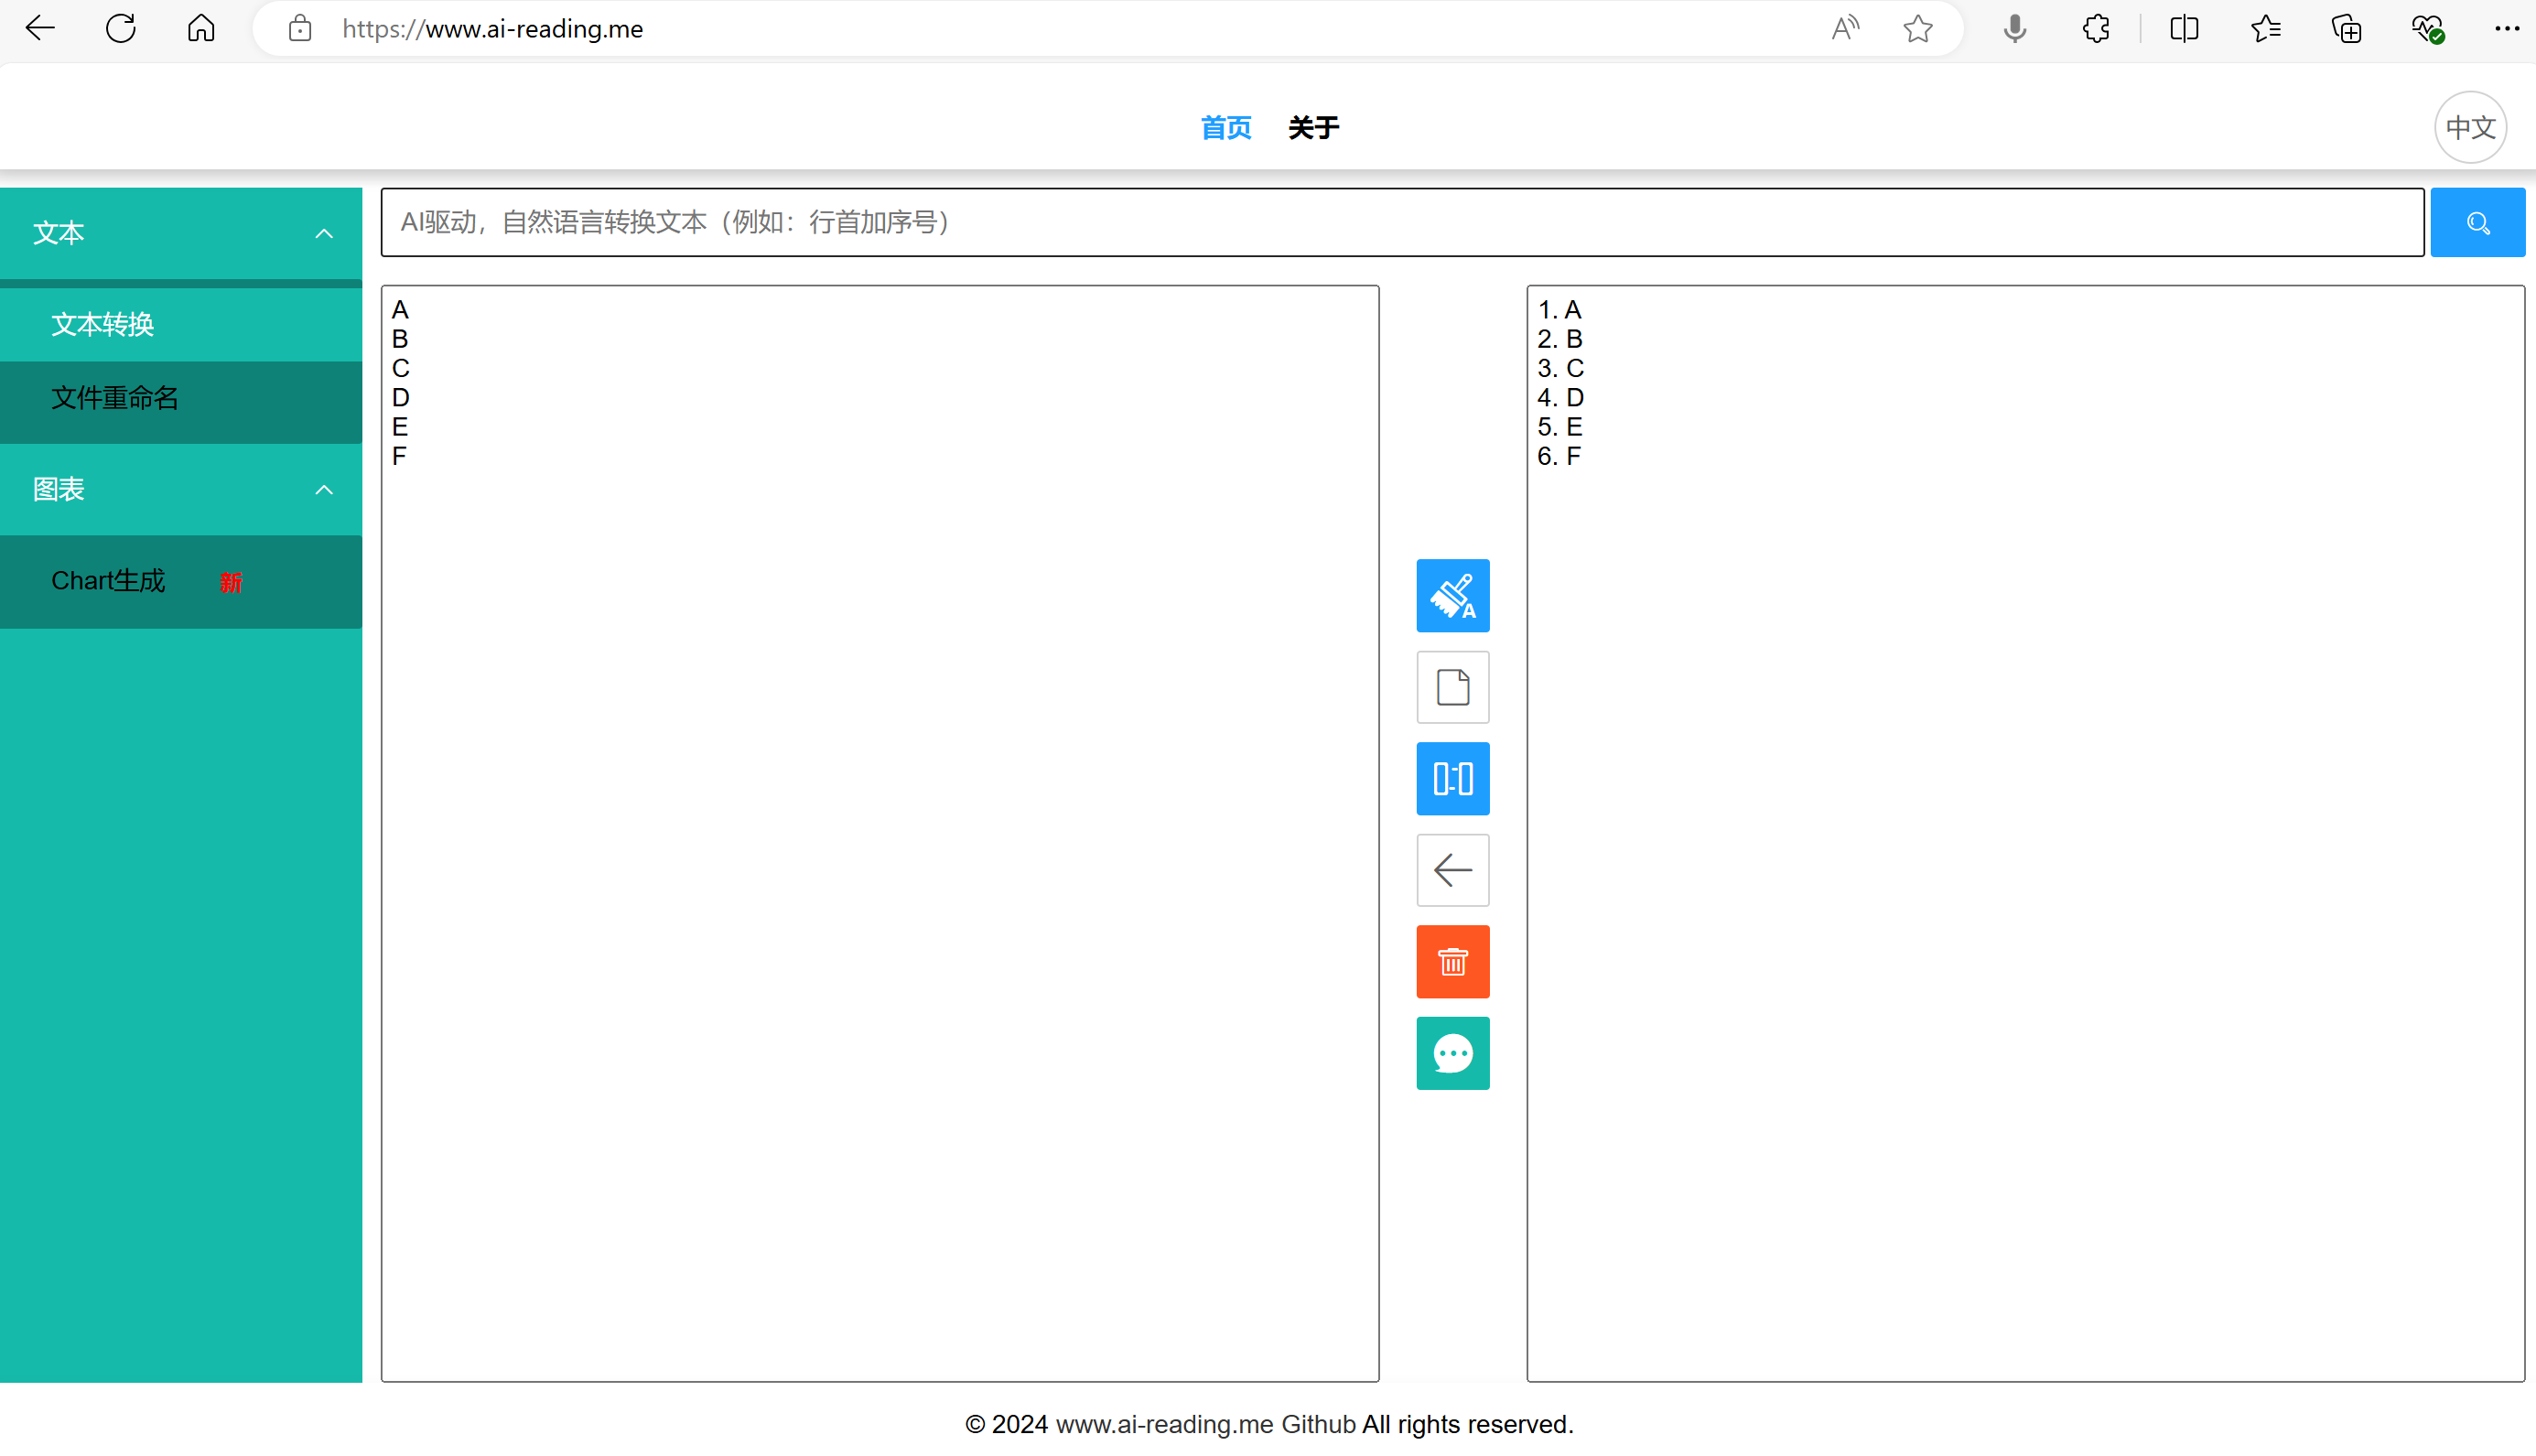 https://www.ai-reading.me
首页 关于
中文
文本
文本转换
文件重命名
图表
Chart生成 新
AI驱动，自然语言转换文本（例如：行首加序号）
A
B
C
D
E
F
A
1. A
2. B
3. C
4. D
5. E
6. F
© 2024 www.ai-reading.me Github All rights reserved.